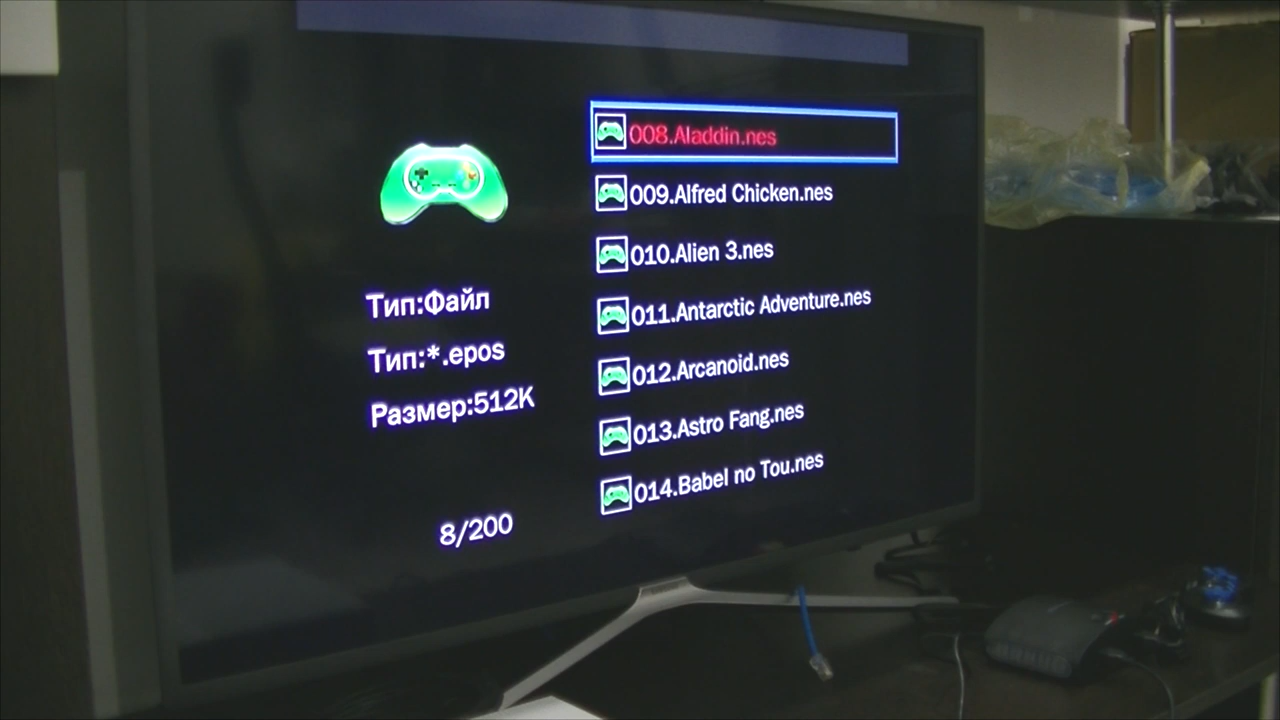 008.Aladdin.nes
009.Alfred Chicken.nes
010.Alien 3.nes
011.Antarctic Adventure.nes
012.Arcanoid.nes
013.Astro Fang.nes
014.Babel no Tou.nes
Тип:Файл
Тип:*.epos
Размер:512K
8/200